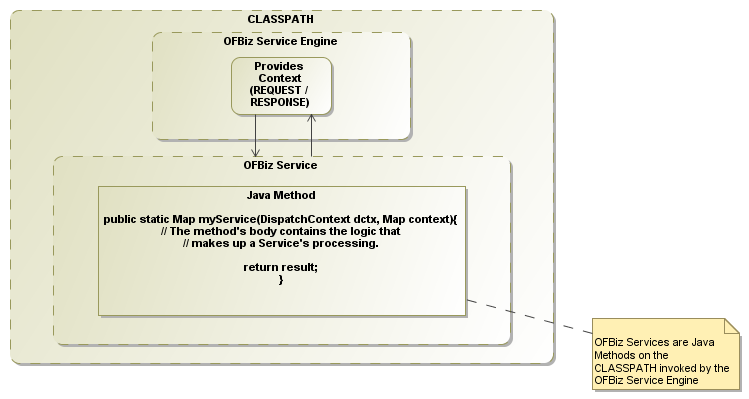 CLASSPATH
OFBiz Service Engine
Provides
Context
(REQUEST /
RESPONSE)
OFBiz Service
Java Method
public static Map myService(DispatchContext dctx, Map context){
// The method's body contains the logic that
// makes up a Service's processing.
return result;
}
OFBiz Services are Java
Methods on the
CLASSPATH invoked by the
OFBiz Service Engine